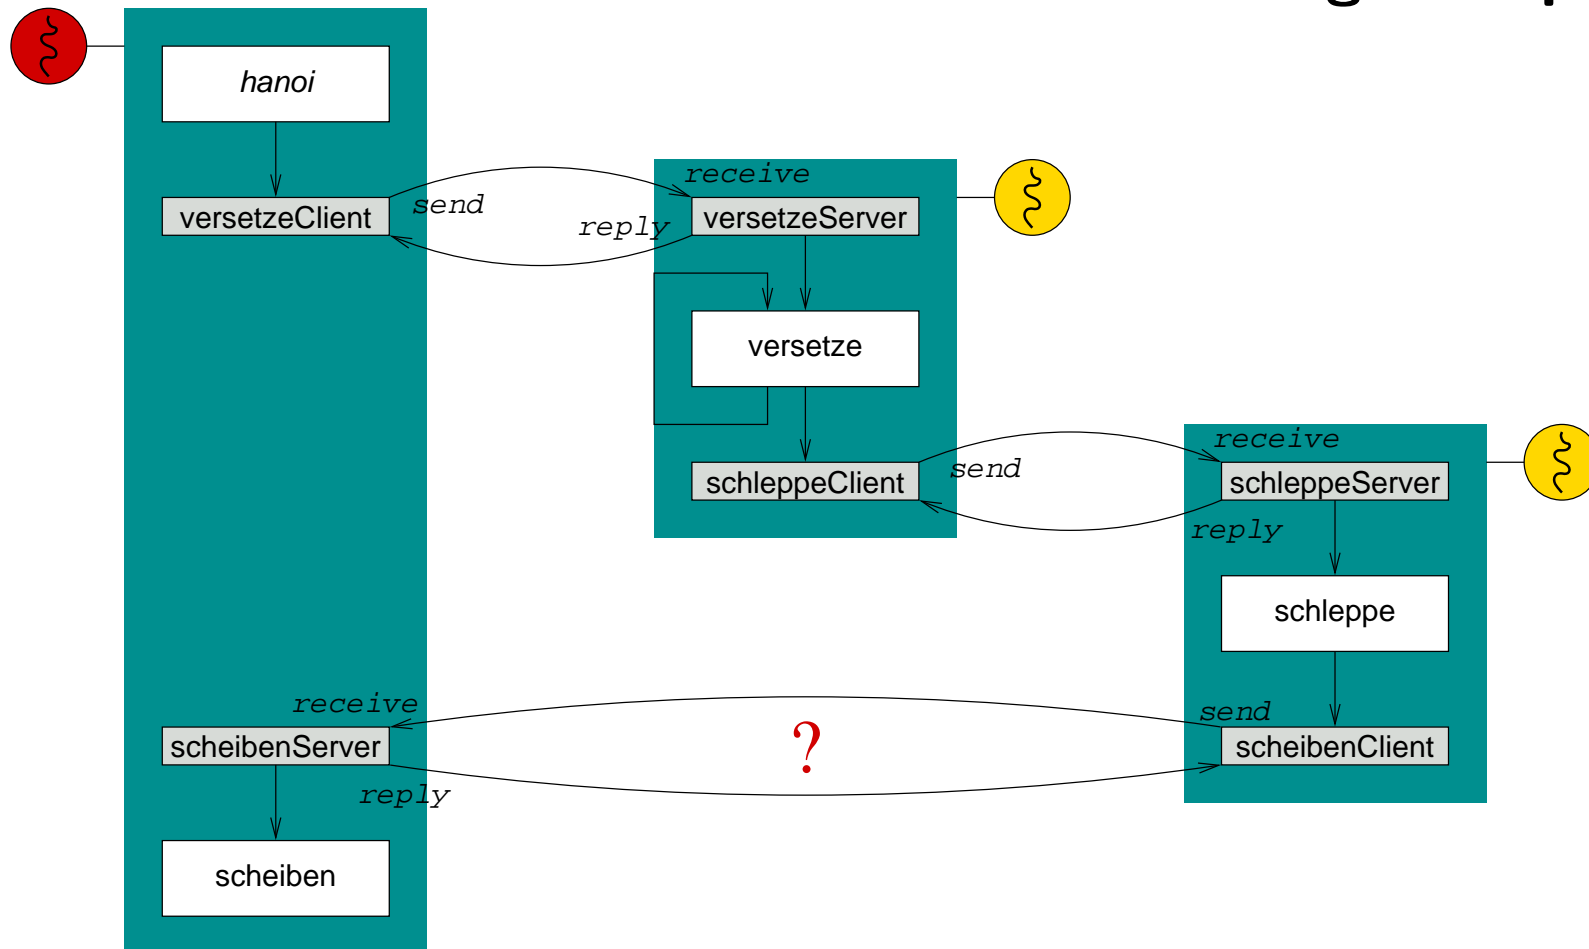 hanoi
versetzeClient
send
reply
receive
versetzeServer
versetze
schleppeClient
send
receive
schleppeServer
reply
schleppe
send
scheibenClient
receive
scheibenServer
?
reply
scheiben